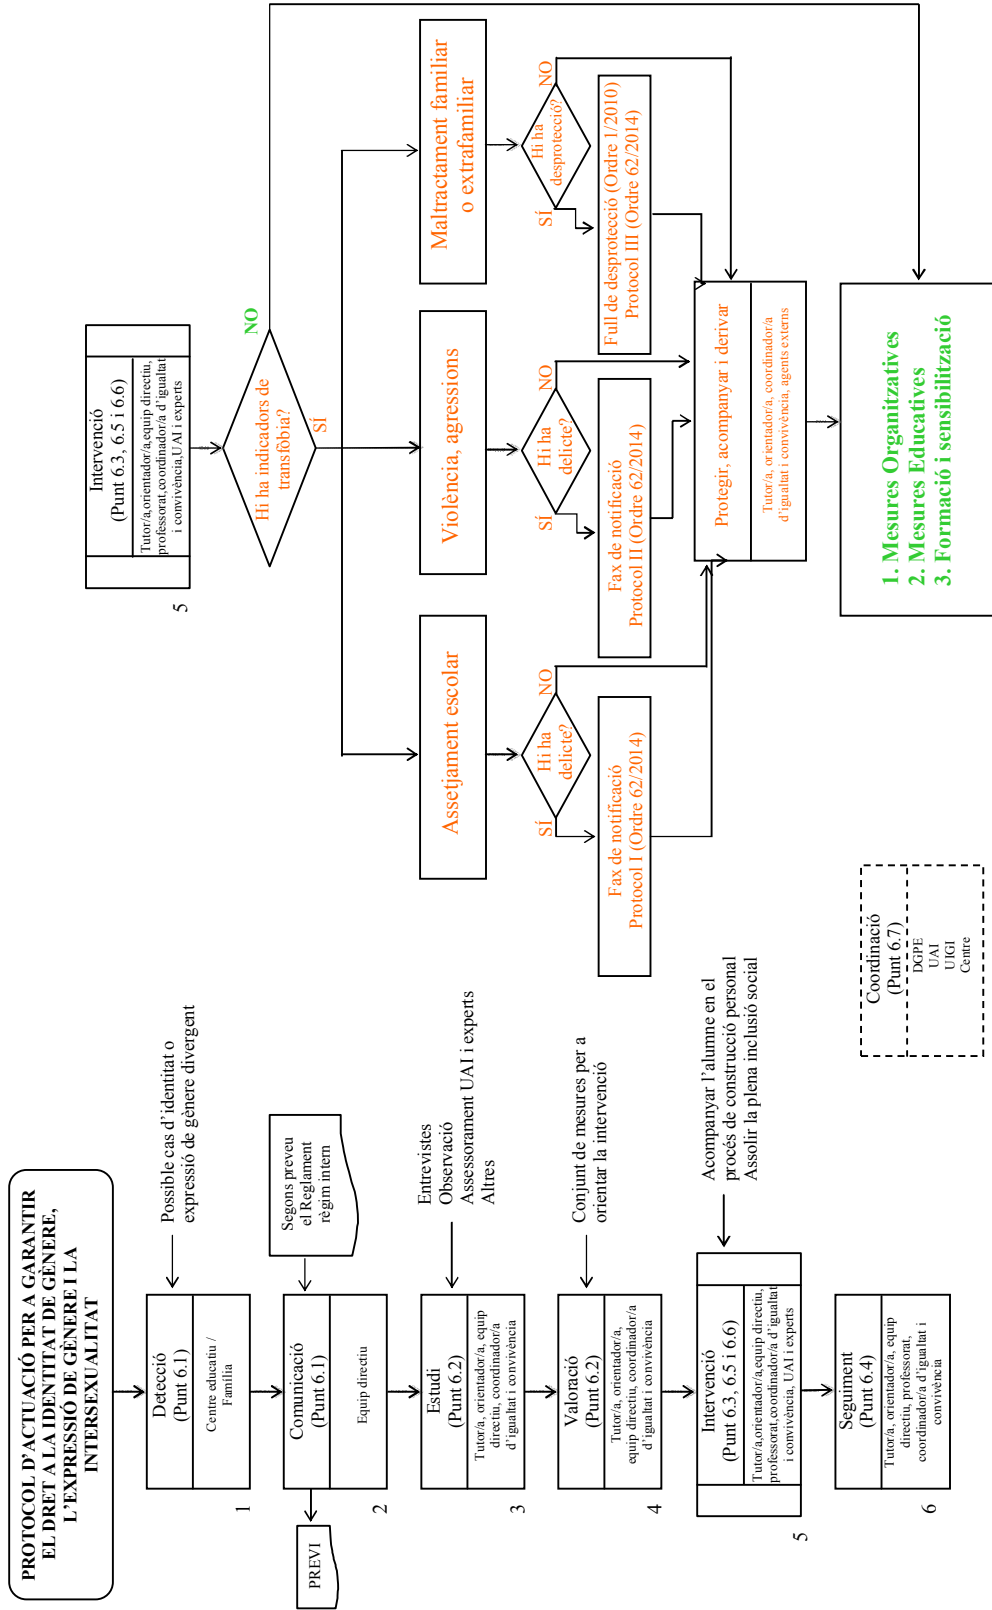 PROTOCOL D'ACTUACIÓ PER A GARANTIR
EL DRET A LA IDENTITAT DE GÈNERE,
L'EXPRESSIÓ DE GÈNERE I LA
INTERSEXUALITAT
Detecció
(Punt 6.1)
Centre educatiu /
Família
1
Possible cas d'identitat o
expressió de gènere divergent
Comunicació
(Punt 6.1)
Equip directiu
2
PREVI
Segons preveu
el Reglament
règim intern
Estudi
(Punt 6.2)
Tutor/a, orientador/a, equip
directiu, coordinador/a
d'igualtat i convivència
3
Entrevistes
Observació
Assessorament UAI i experts
Altres
Valoració
(Punt 6.2)
Tutor/a, orientador/a,
equip directiu, coordinador/a
d'igualtat i convivència
4
Conjunt de mesures per a
orientar la intervenció
Intervenció
(Punt 6.3, 6.5 i 6.6)
Tutor/a,orientador/a,equip directiu,
professorat,coordinador/a d'igualtat
i convivència, UAI i experts
5
Acompanyar l'alumne en el
procés de construcció personal
Assolir la plena inclusió social
Seguiment
(Punt 6.4)
Tutor/a, orientador/a, equip
directiu, professorat,
coordinador/a d'igualtat i
convivència
6
Coordinació
(Punt 6.7)
DGPE
UAI
UIGI
Centre
Intervenció
(Punt 6.3, 6.5 i 6.6)
Tutor/a,orientador/a,equip directiu,
professorat,coordinador/a d'igualtat
i convivència,UAI i experts
5
Hi ha indicadors de
transfòbia?
NO
SÍ
Assetjament escolar
Violència, agressions
Maltractament familiar
o extrafamiliar
Hi ha
delicte?
SÍ
NO
Hi ha
delicte?
SÍ
NO
Hi ha
desprotecció?
SÍ
NO
Fax de notificació
Protocol I (Ordre 62/2014)
Fax de notificació
Protocol II (Ordre 62/2014)
Full de desprotecció (Ordre 1/2010)
Protocol III (Ordre 62/2014)
Protegir, acompanyar i derivar
Tutor/a, orientador/a, coordinador/a
d'igualtat i convivència, agents externs
1. Mesures Organitzatives
2. Mesures Educatives
3. Formació i sensibilització